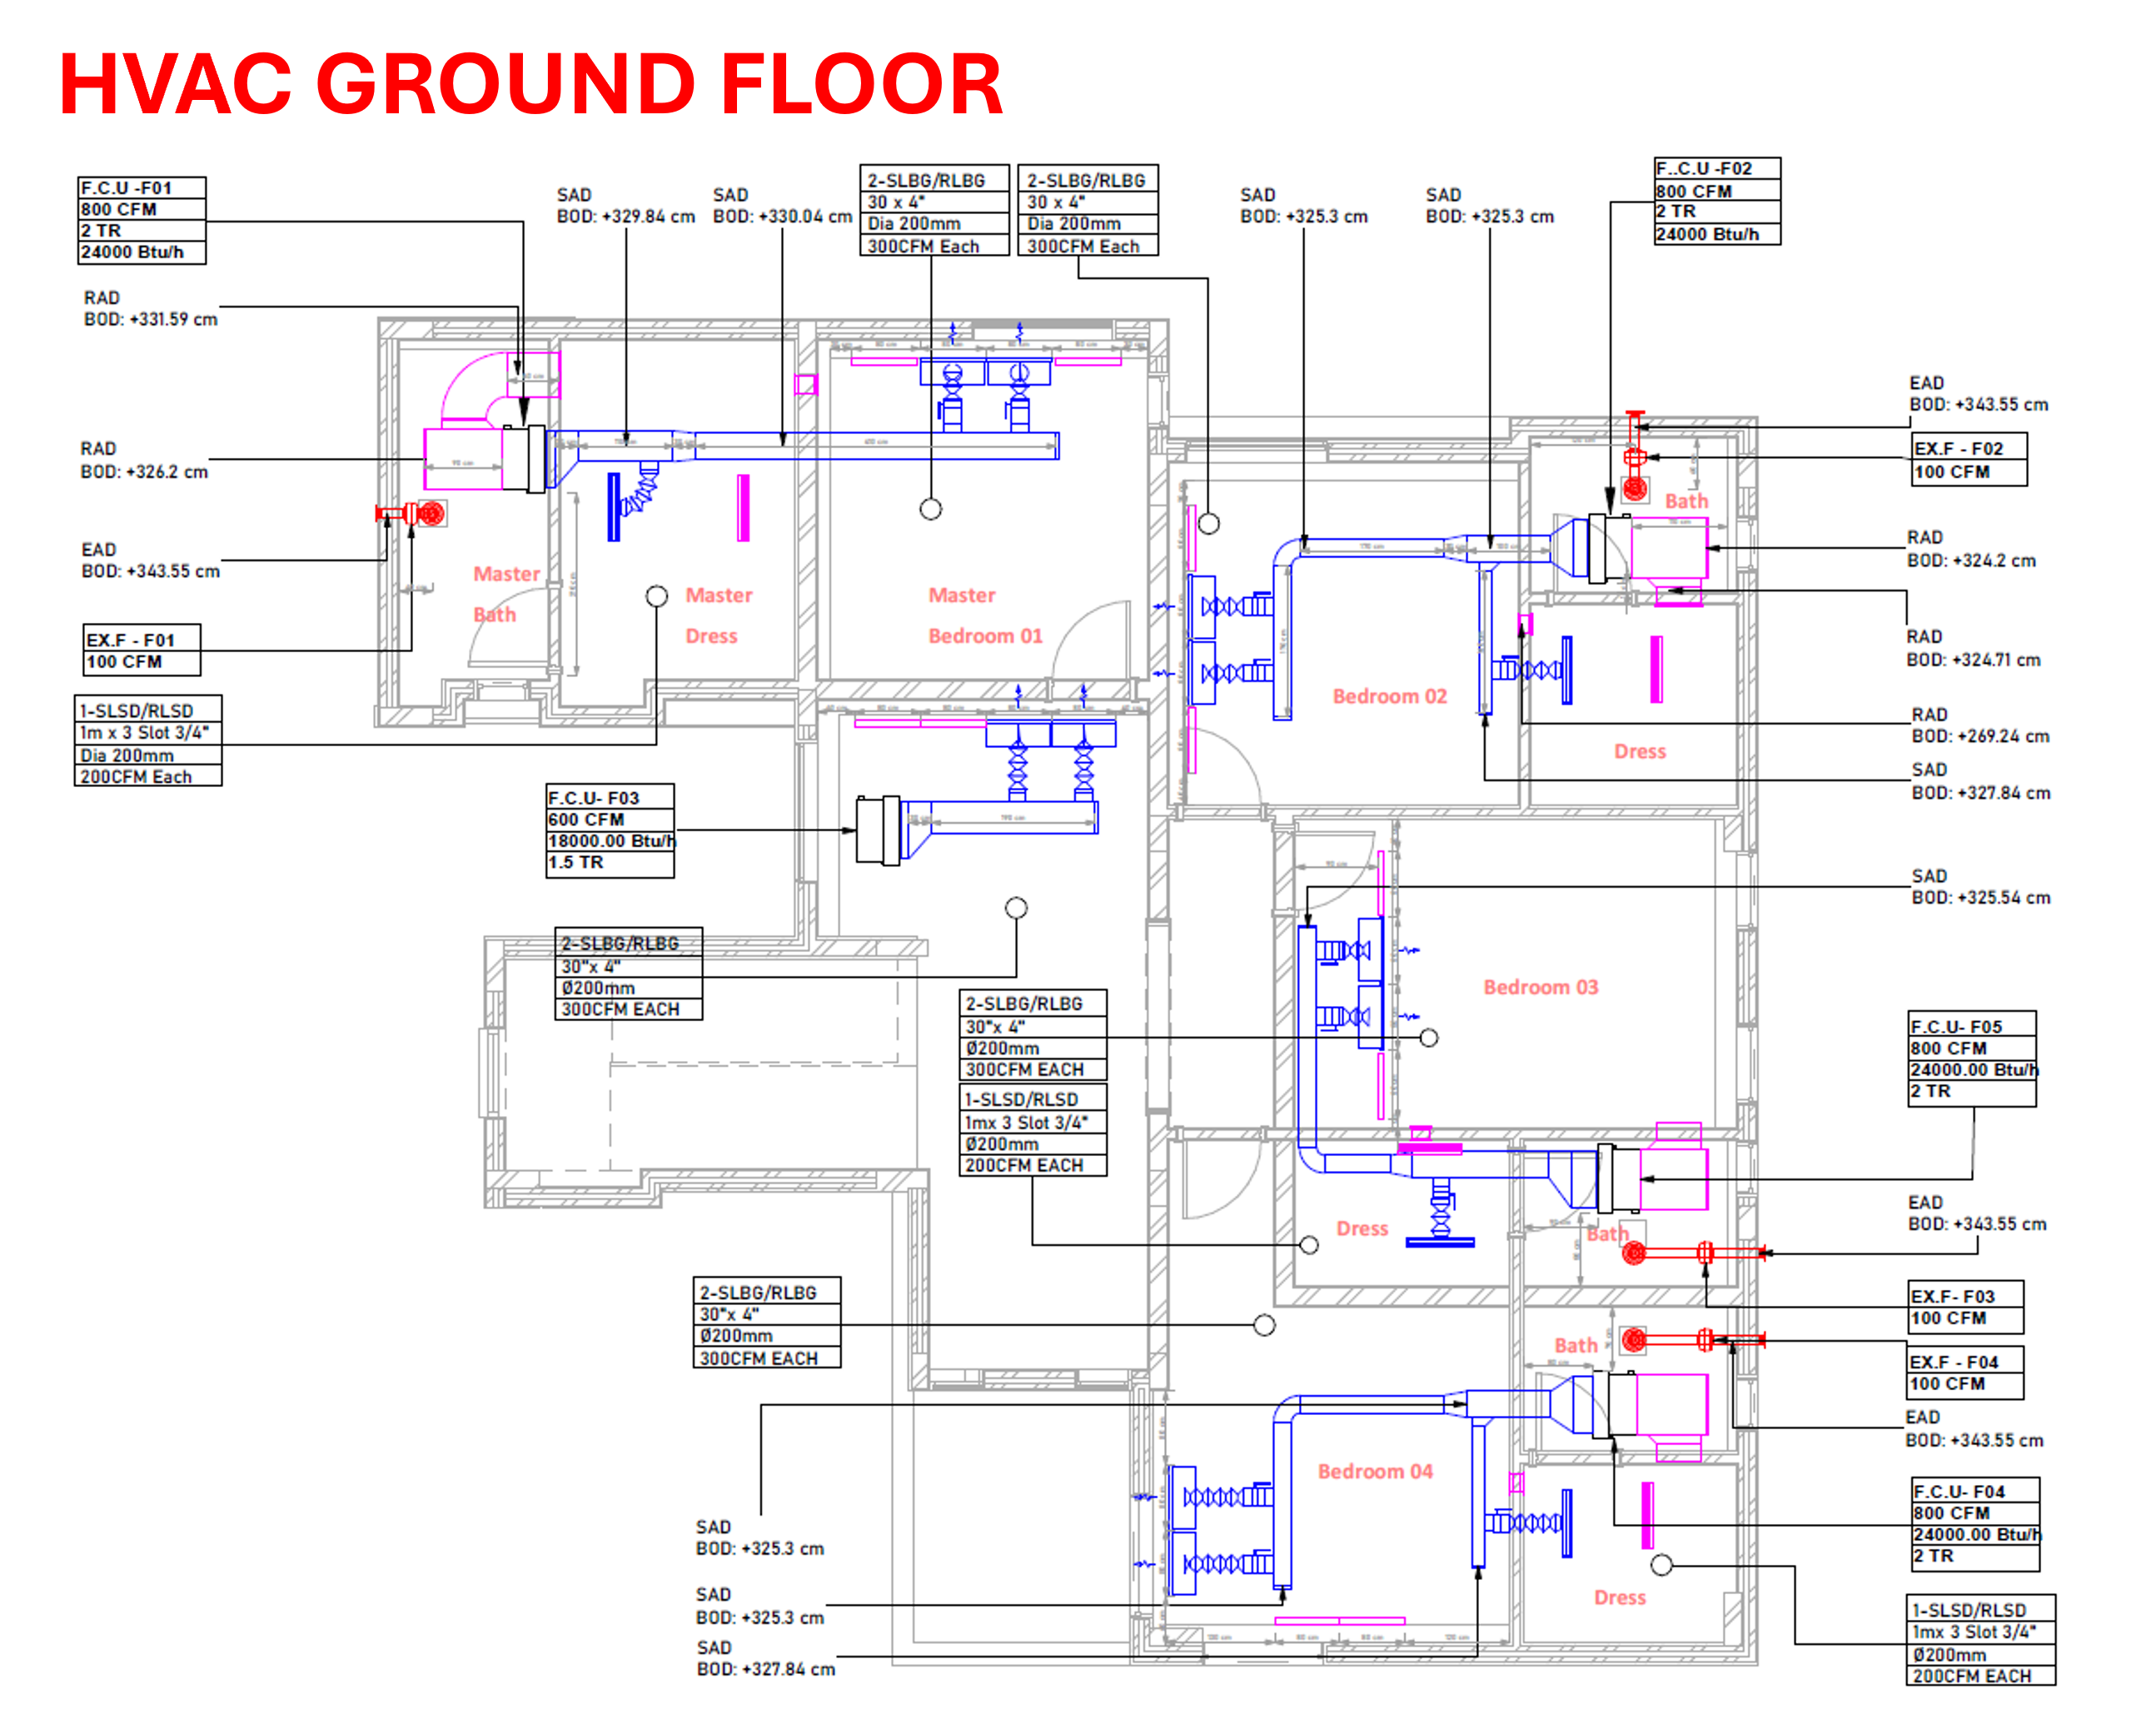 HVAC GROUND FLOOR
F.C.U -F01
800 CFM
2 TR
24000 Btu/h
SAD
BOD: +329.84 cm
SAD
BOD: +330.04 cm
2-SLBG/RLBG
30 x 4"
Dia 200mm
300CFM Each
2-SLBG/RLBG
30 x 4"
Dia 200mm
300CFM Each
SAD
BOD: +325.3 cm
SAD
BOD: +325.3 cm
F..C.U -F02
800 CFM
2 TR
24000 Btu/h
RAD
BOD: +331.59 cm
RAD
BOD: +326.2 cm
EAD
BOD: +343.55 cm
EX.F - F01
100 CFM
1-SLSD/RLSD
1m x 3 Slot 3/4"
Dia 200mm
200CFM Each
Master
Bath
Master
Dress
Master
Bedroom 01
Bedroom 02
Bath
Dress
EAD
BOD: +343.55 cm
EX.F - F02
100 CFM
RAD
BOD: +324.2 cm
RAD
BOD: +324.71 cm
RAD
BOD: +269.24 cm
SAD
BOD: +327.84 cm
F.C.U- F03
600 CFM
18000.00 Btu/h
1.5 TR
SAD
BOD: +325.54 cm
2-SLBG/RLBG
30"x 4"
Ø200mm
300CFM EACH
2-SLBG/RLBG
30"x 4"
Ø200mm
300CFM EACH
1-SLSD/RLSD
1mx 3 Slot 3/4"
Ø200mm
200CFM EACH
Bedroom 03
F.C.U- F05
800 CFM
24000.00 Btu/h
2 TR
Dress
Bath
EAD
BOD: +343.55 cm
2-SLBG/RLBG
30"x 4"
Ø200mm
300CFM EACH
EX.F- F03
100 CFM
Bath
EX.F - F04
100 CFM
EAD
BOD: +343.55 cm
Bedroom 04
F.C.U- F04
800 CFM
24000.00 Btu/h
2 TR
SAD
BOD: +325.3 cm
SAD
BOD: +325.3 cm
SAD
BOD: +327.84 cm
Dress
1-SLSD/RLSD
1mx 3 Slot 3/4"
Ø200mm
200CFM EACH